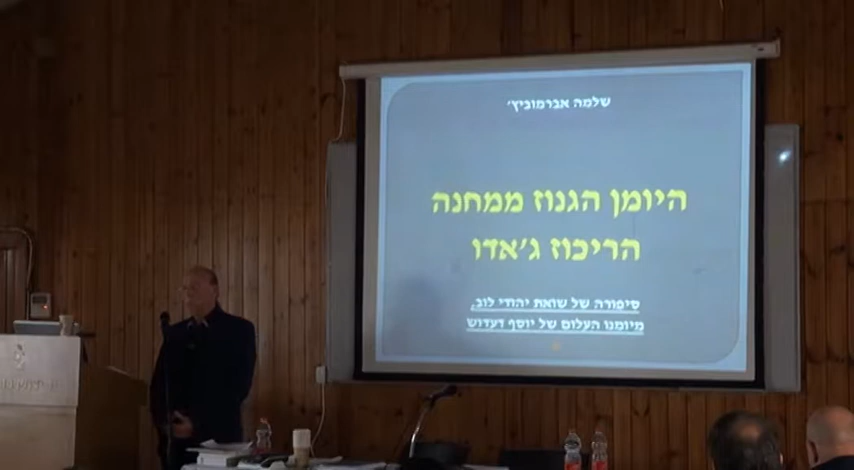 שלמה אברמוביץ'
היומן הגנוז ממחנה
הריכוז ג'אדו
סיפורה של שואת יהודי לוב,
מיומנו העלום של יוסף דעדוש